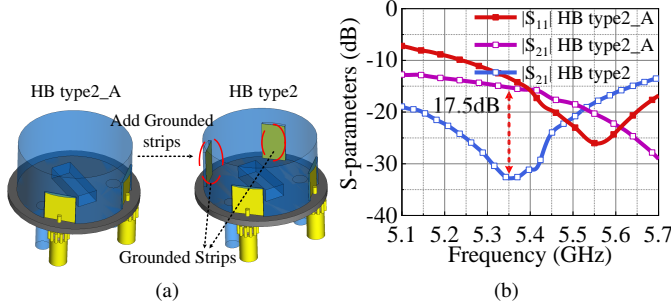 HB type2_A
HB type2
Add Grounded
strips
Grounded Strips
(a)
S-parameters (dB)
0
-10
-20
-30
-40
|S11| HB type2_A
|S21| HB type2_A
|S21| HB type2
17.5dB
5.1 5.2 5.3 5.4 5.5 5.6 5.7
Frequency (GHz)
(b)